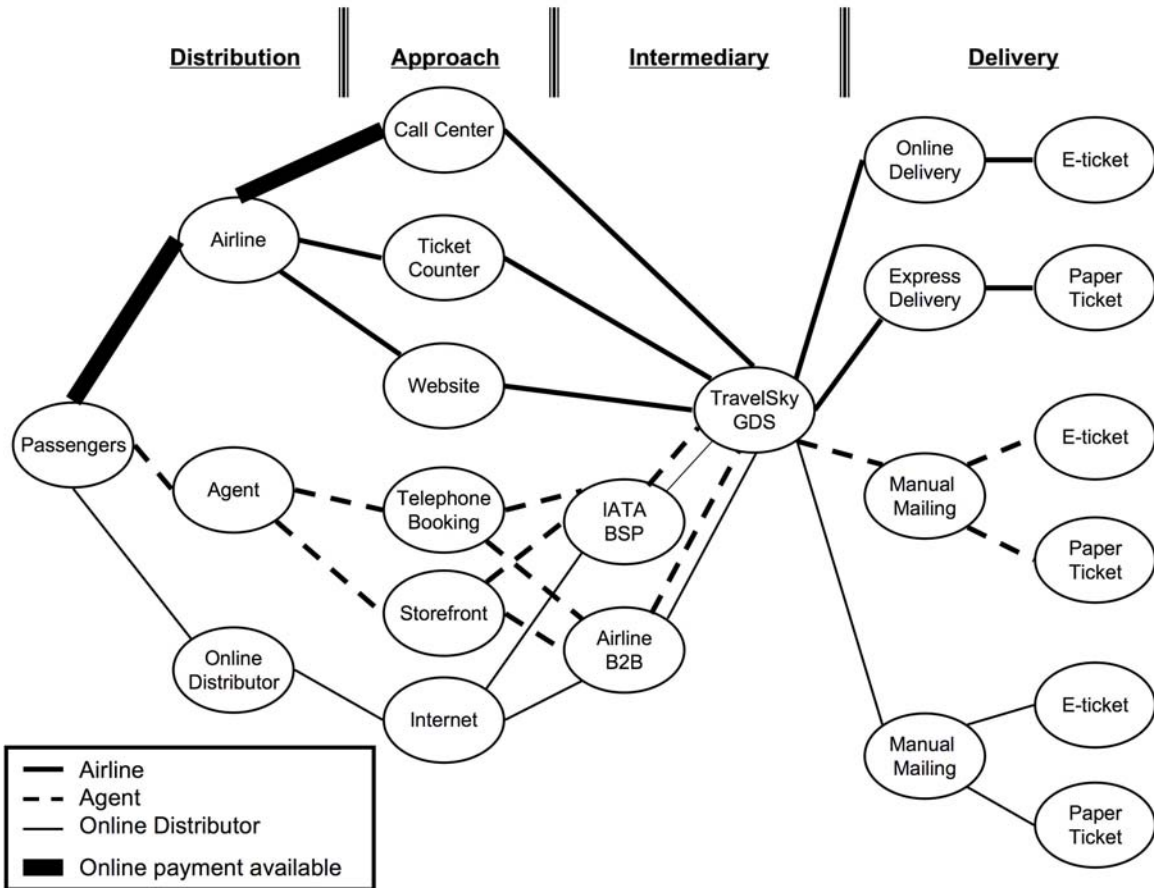 Distribution
Approach
Intermediary
Delivery
Call Center
Airline
Ticket
Counter
Website
Passengers
Agent
Telephone
Booking
Storefront
Online
Distributor
Internet
IATA
BSP
Airline
B2B
TravelSky
GDS
Online
Delivery
E-ticket
Express
Delivery
Paper
Ticket
Manual
Mailing
E-ticket
Paper
Ticket
Manual
Mailing
E-ticket
Paper
Ticket
Airline
Agent
Online Distributor
Online payment available